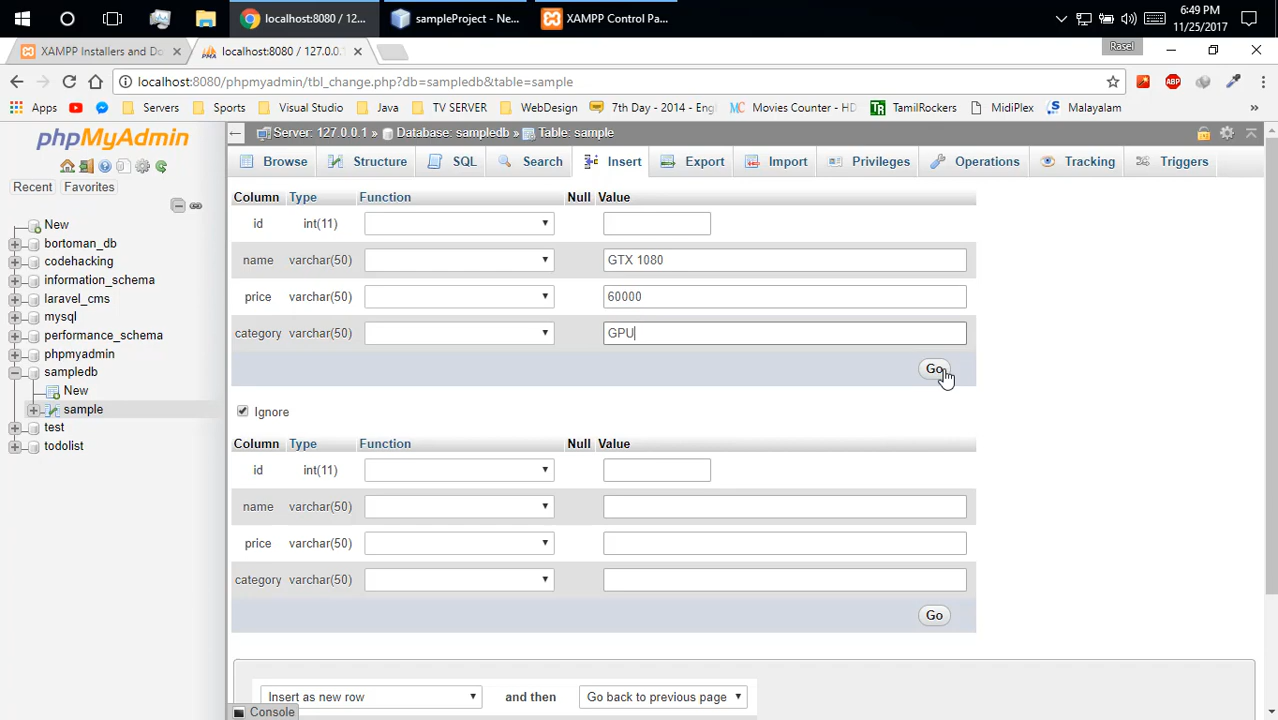 localhost:8080 / 12...
sampleProject - Ne...
XAMPP Control Pa...
6:49 PM
11/25/2017
XAMPP Installers and Do
localhost:8080 / 127.0.0.1
Rasel
localhost:8080/phpmyadmin/tbl_change.php?db=sampledb&table=sample
ABP
Apps
Servers
Sports
Visual Studio
Java
TV SERVER
WebDesign
7th Day - 2014 - Engl
Movies Counter - HD
TamilRockers
MidiPlex
Malayalam
»
phpMyAdmin
Recent
Favorites
New
bortoman_db
codehacking
information_schema
laravel_cms
mysql
performance_schema
phpmyadmin
sampledb
New
sample
test
todolist
Server: 127.0.0.1 » Database: sampledb » Table: sample
Browse
Structure
SQL
Search
Insert
Export
Import
Privileges
Operations
Tracking
Triggers
Column Type Function Null Value
id int(11)
name varchar(50) GTX 1080
price varchar(50) 60000
category varchar(50) GPU
Go
Ignore
Column Type Function Null Value
id int(11)
name varchar(50)
price varchar(50)
category varchar(50)
Go
Insert as new row and then Go back to previous page
Console